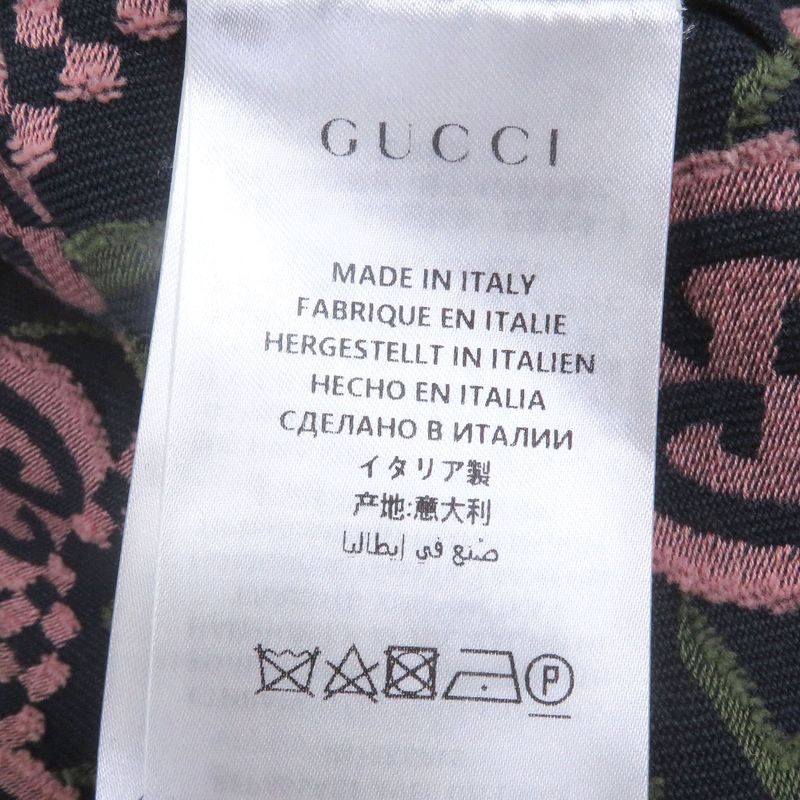 GUCCI
MADE IN ITALY
FABRIQUE EN ITALIE
HERGESTELLT IN ITALIEN
HECHO EN ITALIA
СДЕЛАНО В ИТАЛИИ
イタリア製
产地:意大利
صنع في ايطاليا
P